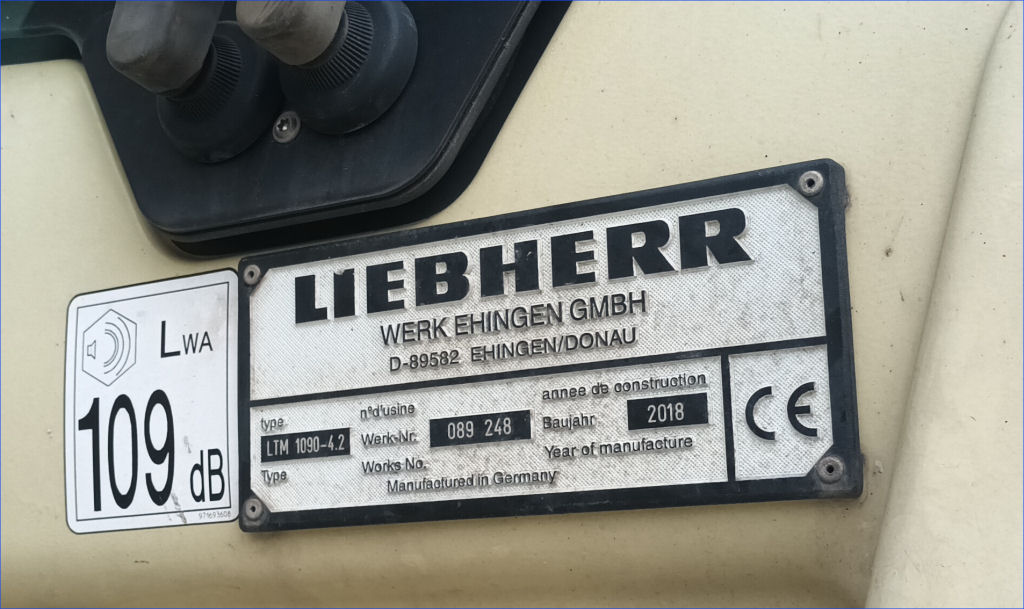 LIEBHERR
WERK EHINGEN GMBH
D-89582 EHINGEN/DONAU
type
LTM 1090-4.2
Type
n°d'usine
Werk-Nr. 089 248
Works No.
annee de construction
Baujahr 2018
Year of manufacture
Manufactured in Germany
CE
LWA
109
dB
971693608